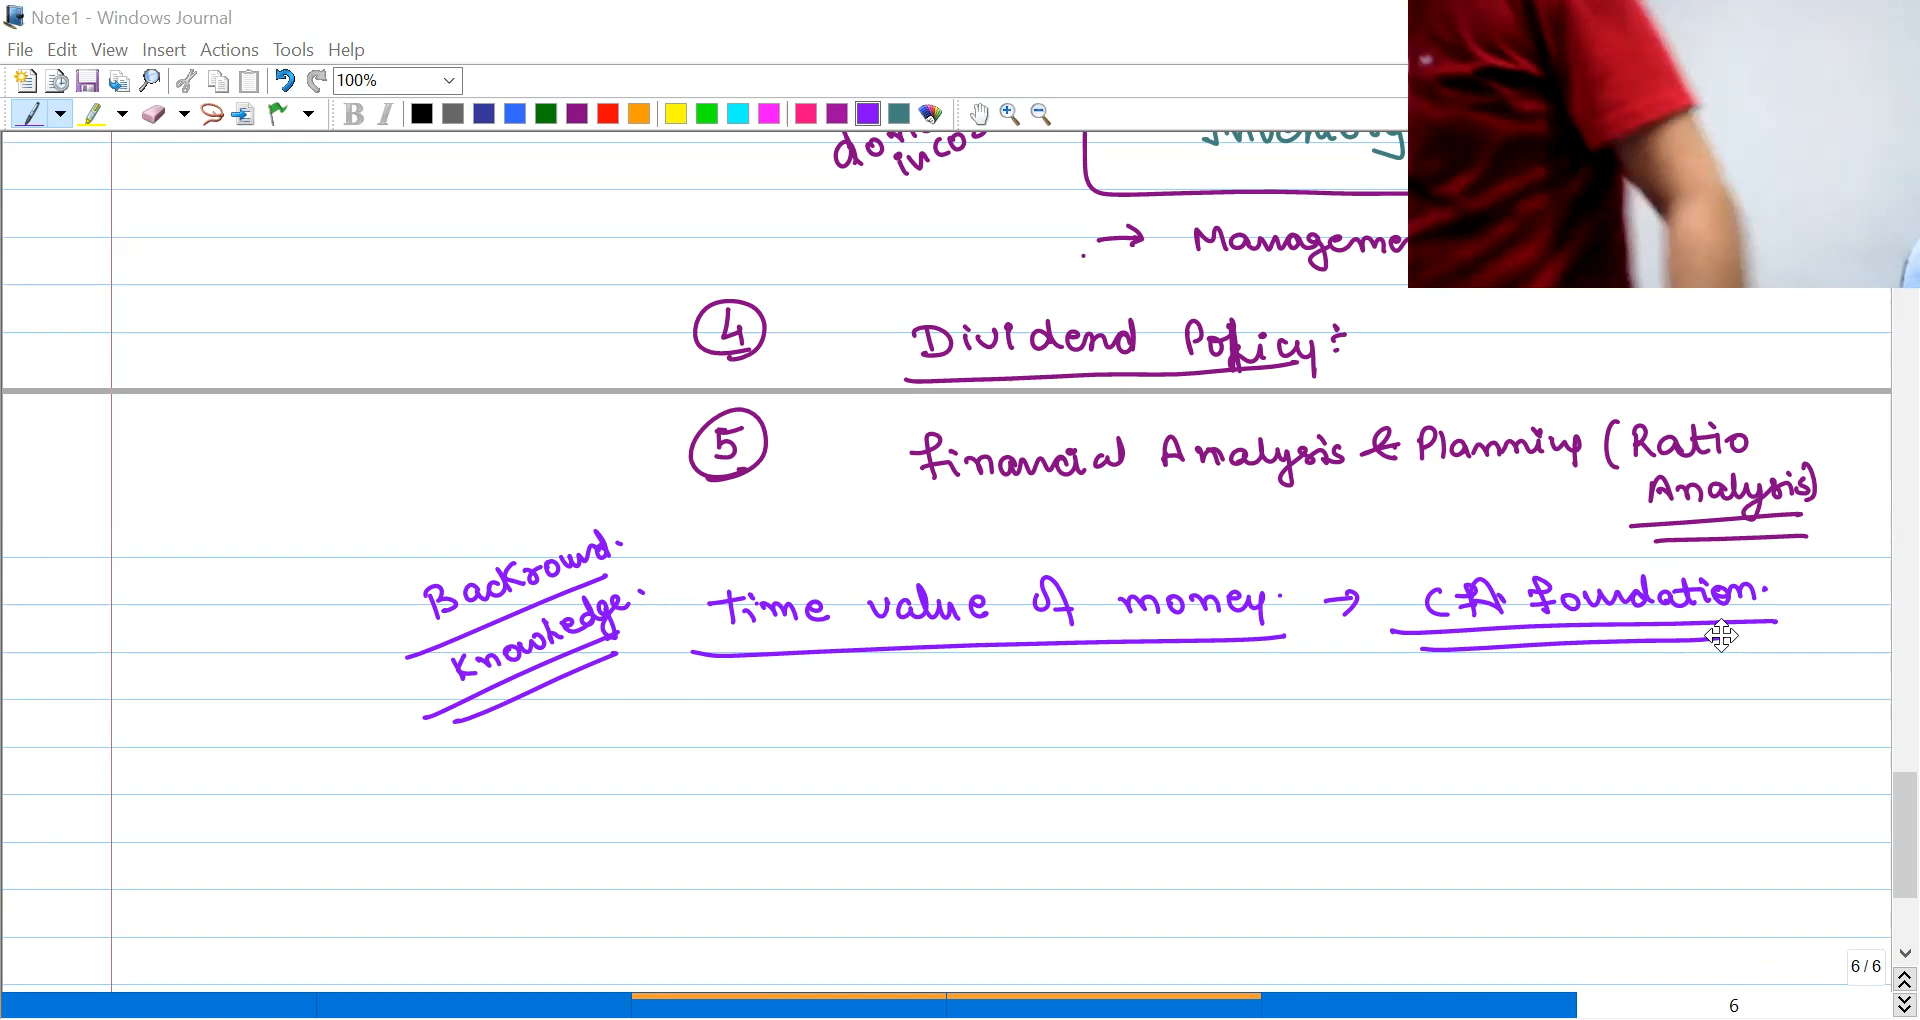 Note1 - Windows Journal
File Edit View Insert Actions Tools Help
100%
B I
inco
→ Manageme
4 Dividend Policy :
5 Financial Analysis & Planning (Ratio
Analysis)
Backround.
Knowledge.
time value of money. → CA foundation.
6 / 6
6